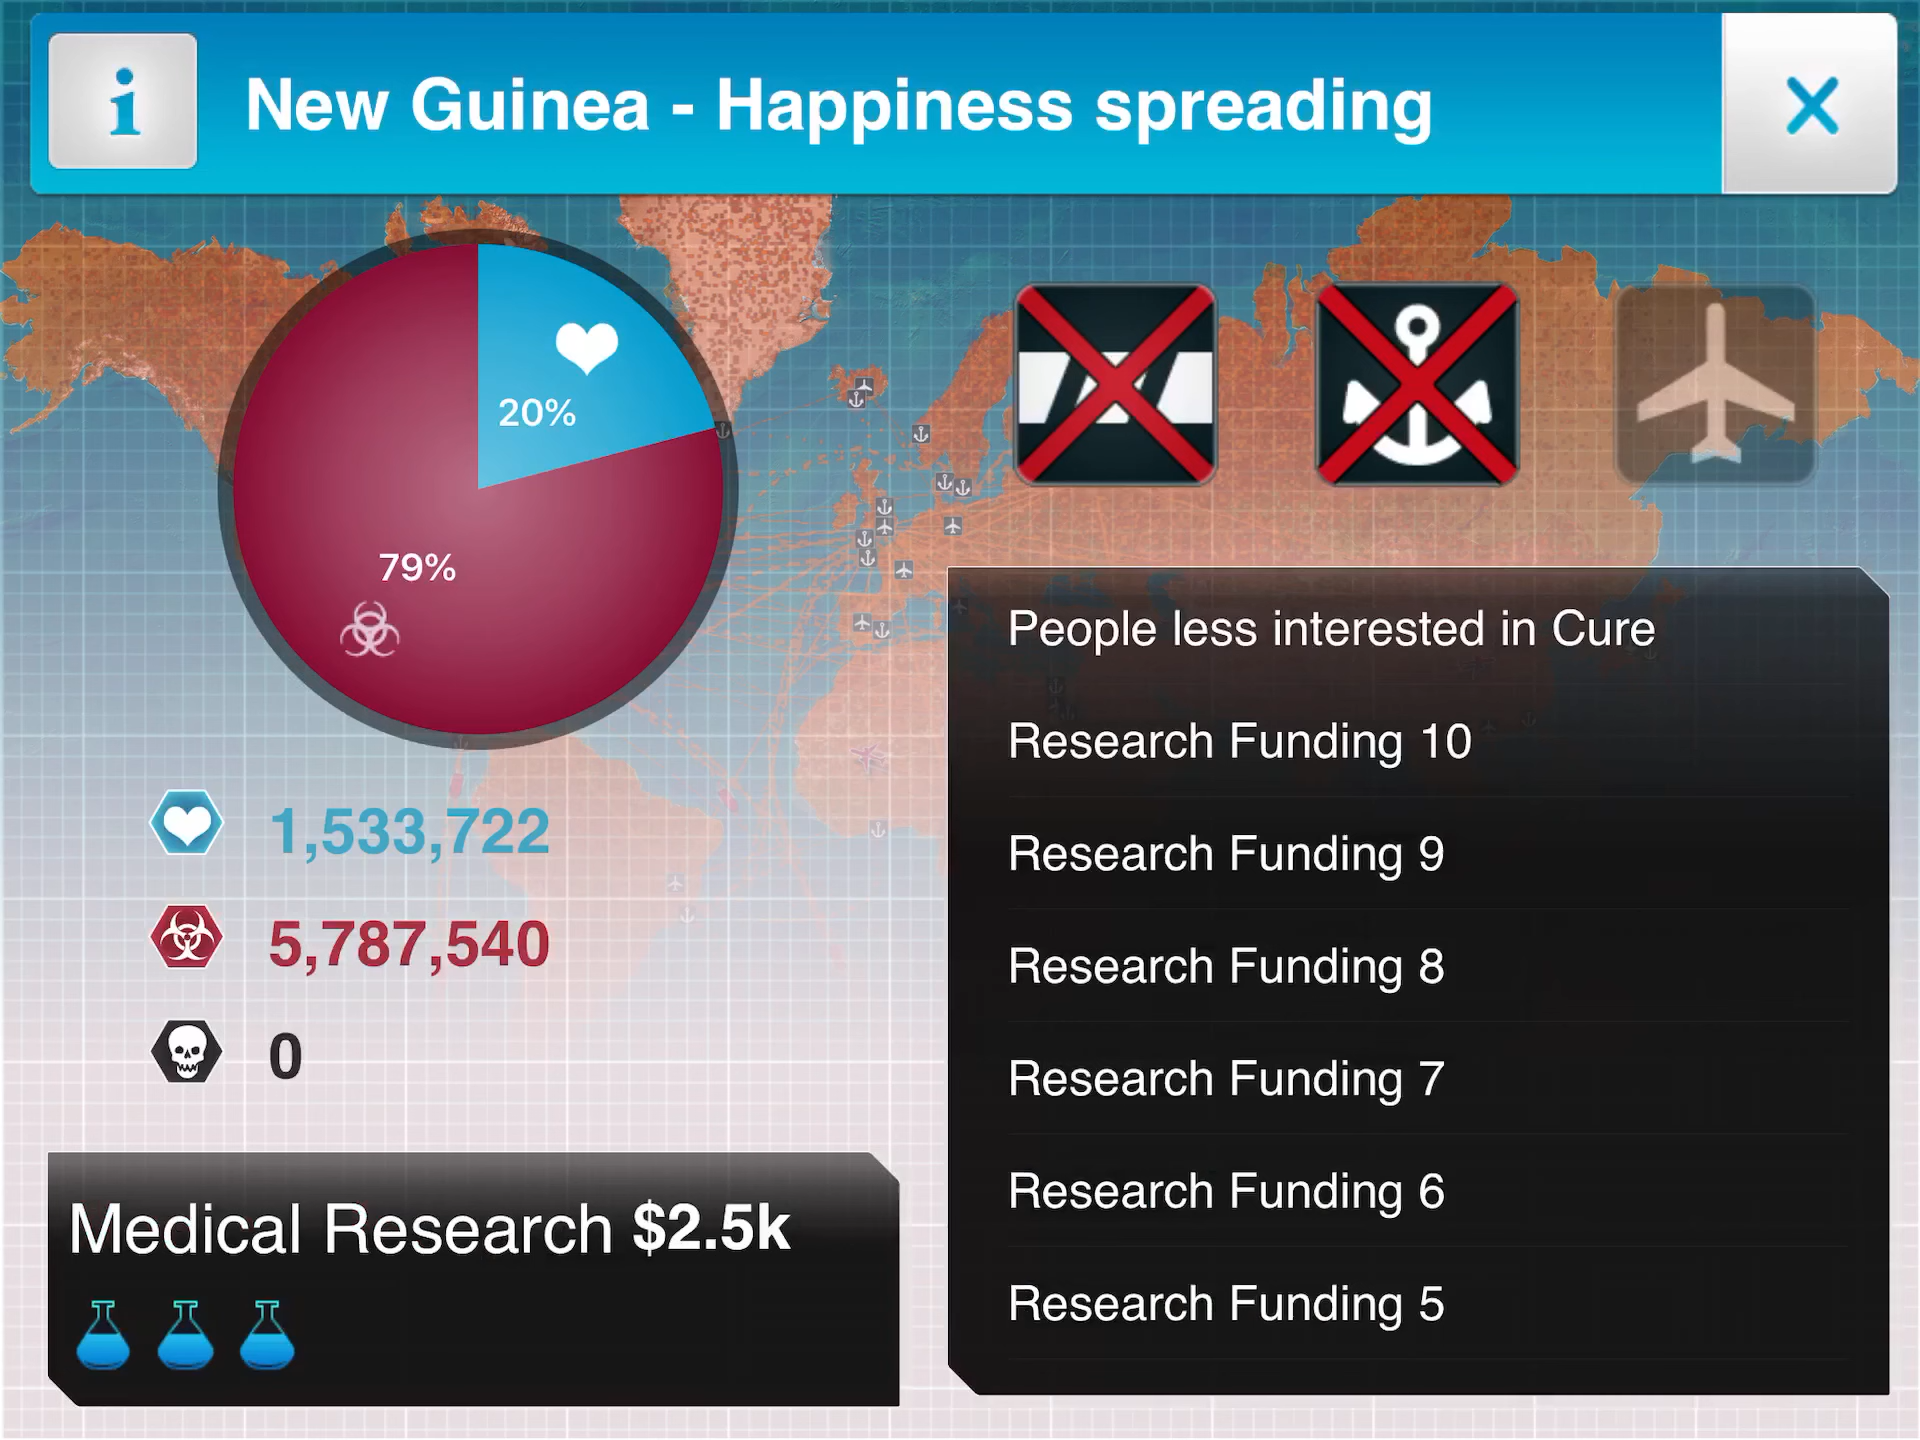 i
New Guinea - Happiness spreading
20%
79%
1,533,722
5,787,540
0
Medical Research $2.5k
People less interested in Cure
Research Funding 10
Research Funding 9
Research Funding 8
Research Funding 7
Research Funding 6
Research Funding 5